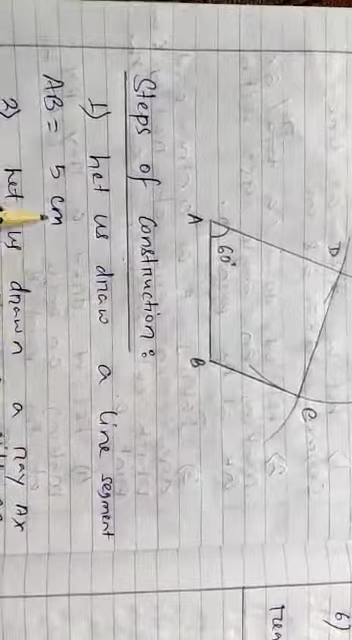 D
A
60°
B
C
Steps of Construction:
1) Let us draw a line segment
AB = 5 cm
2) Let us drawn a ray AX
6)